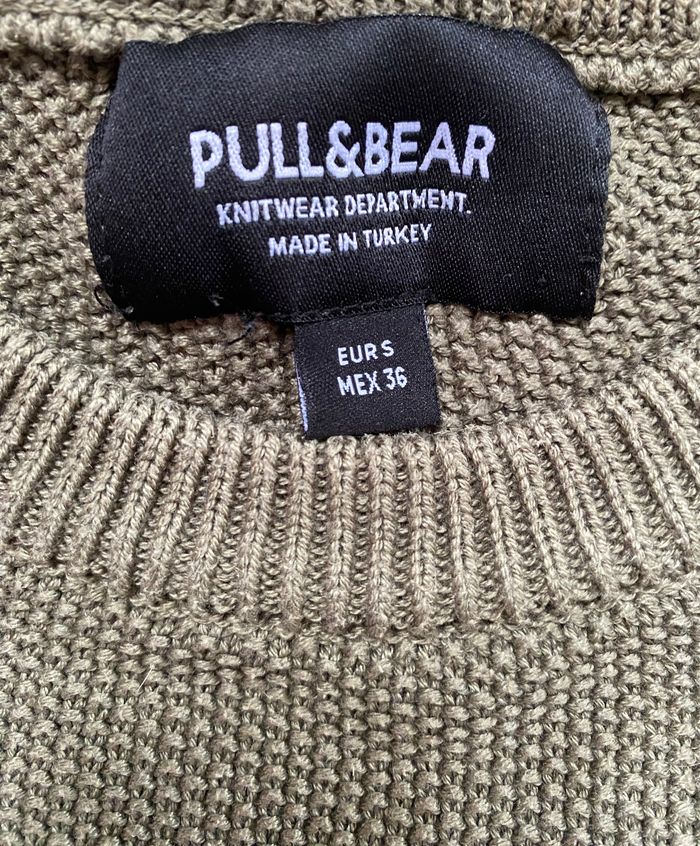 PULL&BEAR
KNITWEAR DEPARTMENT.
MADE IN TURKEY
EUR S
MEX 36